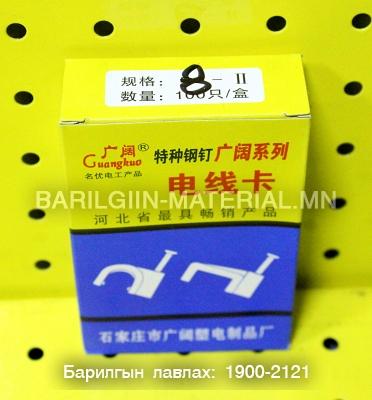 规格: 8-II
数量: 100只/盒
广阔®
Guangkuo
名优电工产品
特种钢钉广阔系列
电线卡
BARILGIIN-MATERIAL.MN
河北省最具畅销产品
石家庄市广阔塑电制品厂
Барилгын лавлах: 1900-2121